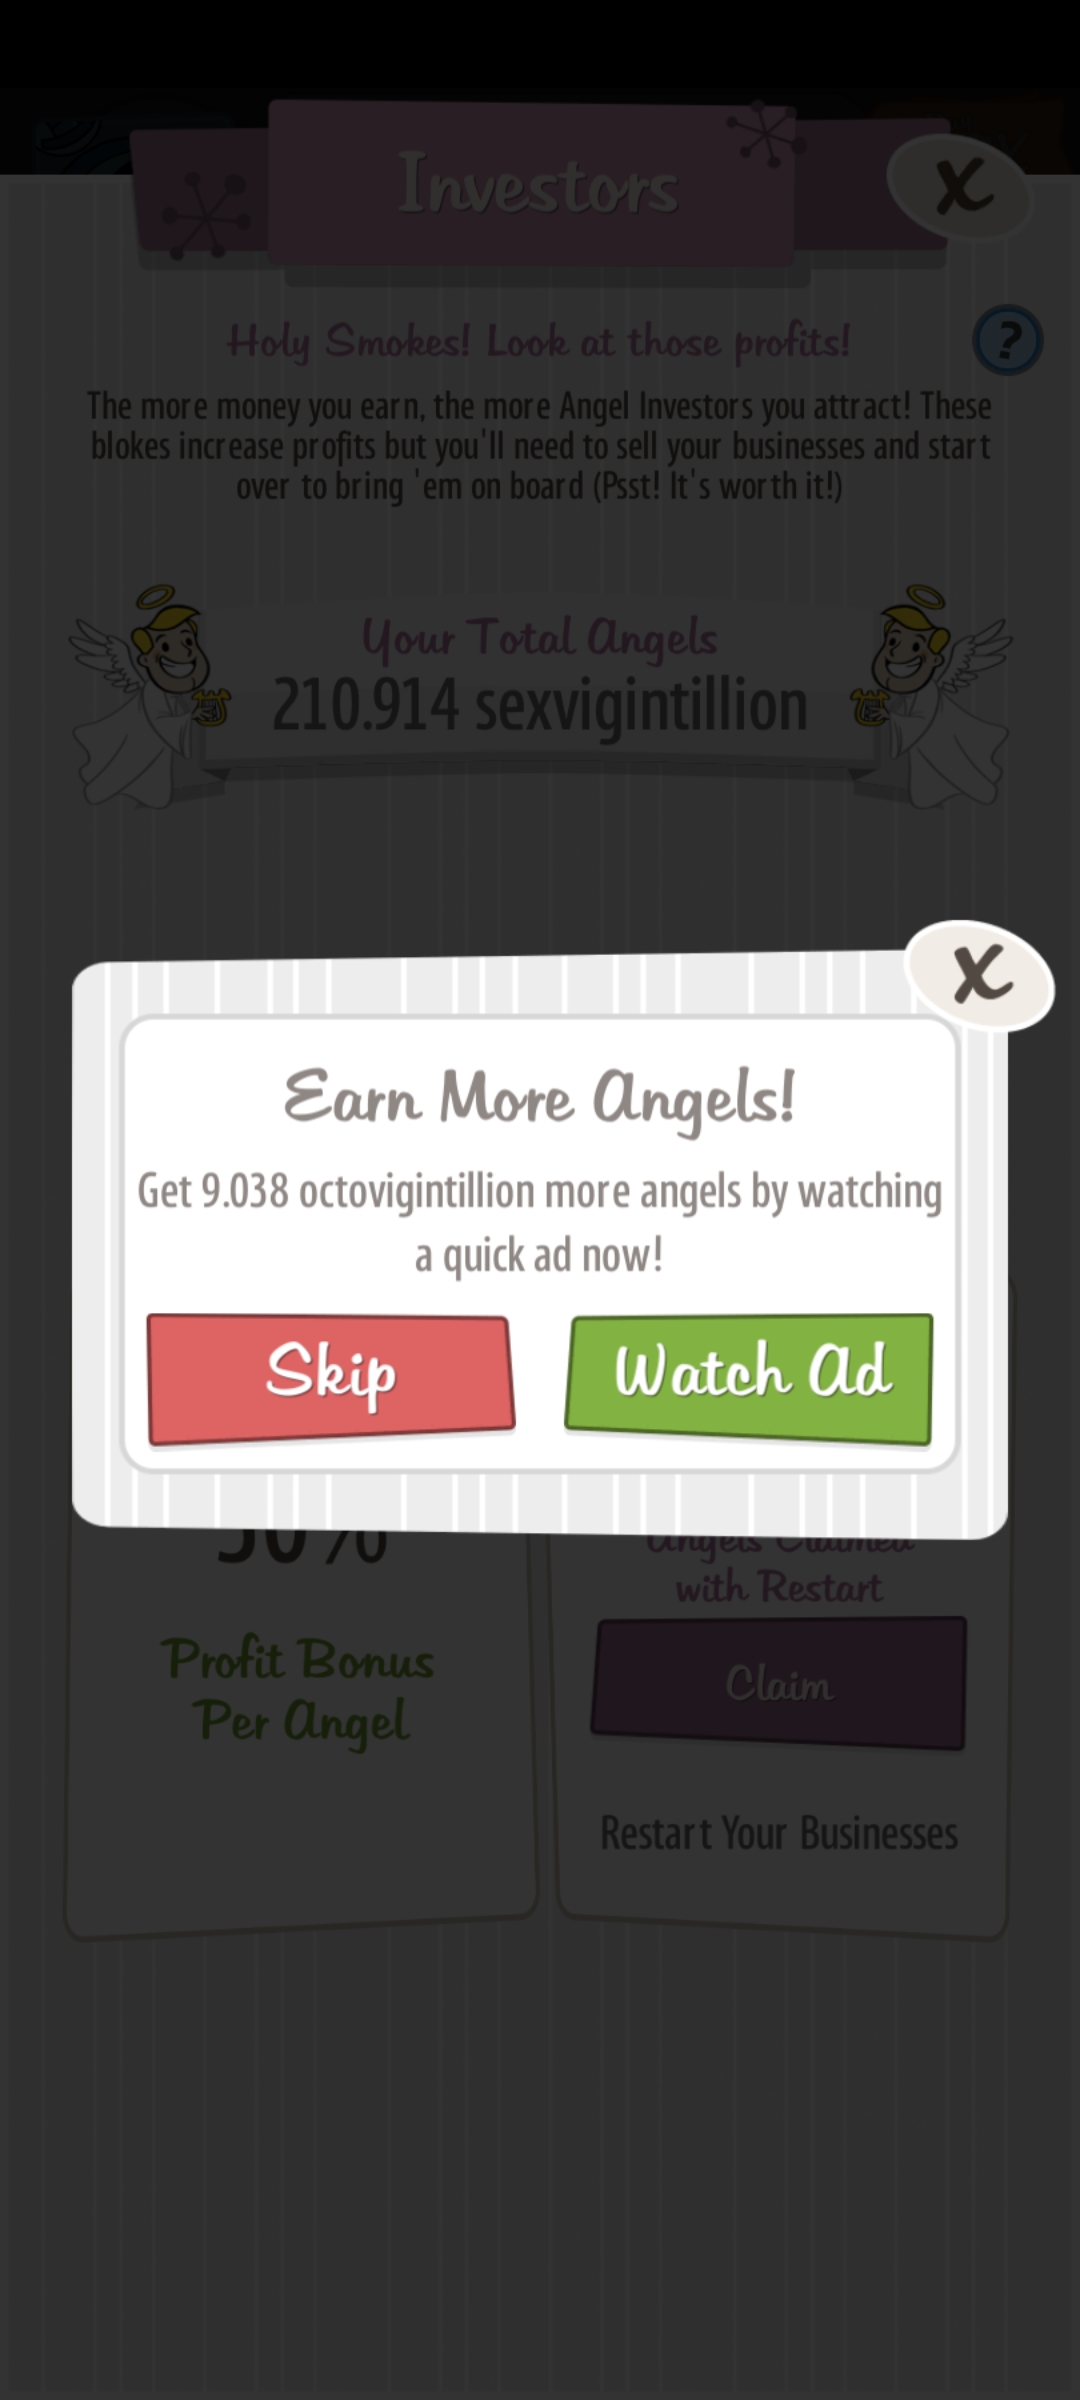 Investors
X
Holy Smokes! Look at those profits!
?
The more money you earn, the more Angel Investors you attract! These
blokes increase profits but you'll need to sell your businesses and start
over to bring 'em on board (Psst! It's worth it!)
Your Total Angels
210.914 sexvigintillion
X
Earn More Angels!
Get 9.038 octovigintillion more angels by watching
a quick ad now!
Skip
Watch Ad
Angels Claimed
with Restart
Profit Bonus
Per Angel
Claim
Restart Your Businesses